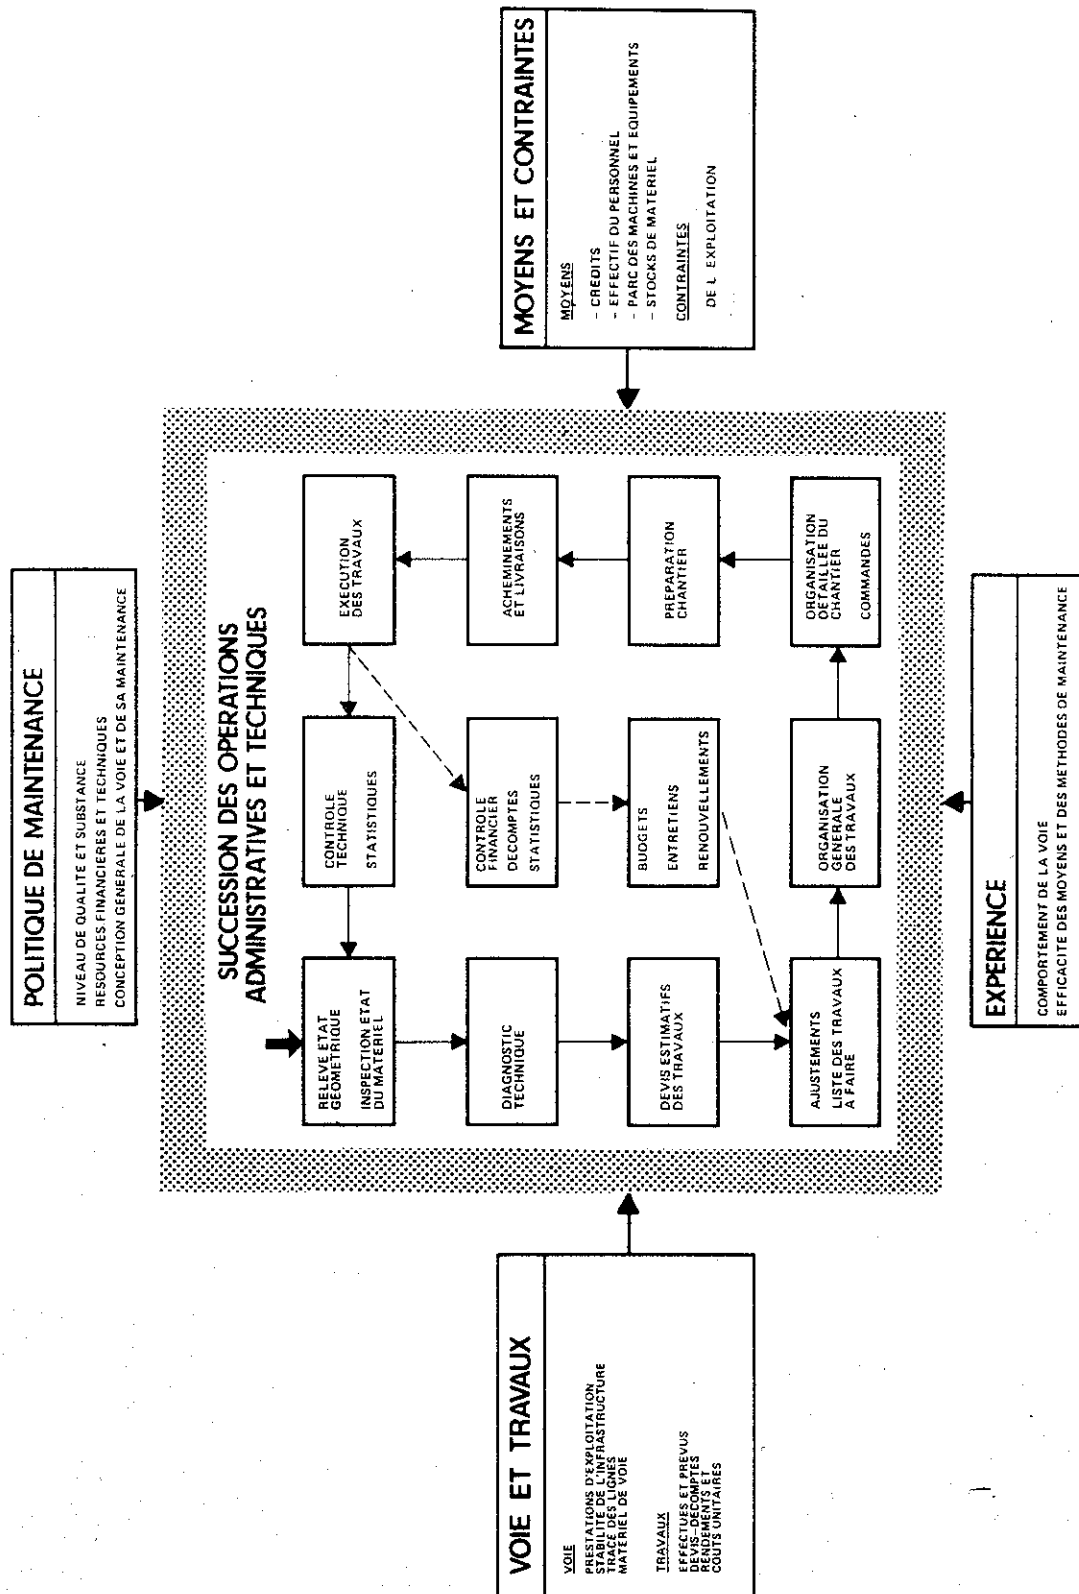 POLITIQUE DE MAINTENANCE
NIVEAU DE QUALITE ET SUBSTANCE
RESOURCES FINANCIERES ET TECHNIQUES
CONCEPTION GENERALE DE LA VOIE ET DE SA MAINTENANCE
VOIE ET TRAVAUX
VOIE
PRESTATIONS D'EXPLOITATION
STABILITE DE L'INFRASTRUCTURE
TRACE DES LIGNES
MATERIEL DE VOIE
TRAVAUX
EFFECTUES ET PREVUS
DEVIS-DECOMPTES
RENDEMENTS ET
COUTS UNITAIRES
SUCCESSION DES OPERATIONS
ADMINISTRATIVES ET TECHNIQUES
RELEVE ETAT
GEOMETRIQUE
INSPECTION ETAT
DU MATERIEL
CONTROLE
TECHNIQUE
STATISTIQUES
EXECUTION
DES TRAVAUX
DIAGNOSTIC
TECHNIQUE
CONTROLE
FINANCIER
DECOMPTES
STATISTIQUES
ACHEMINEMENTS
ET LIVRAISONS
DEVIS ESTIMATIFS
DES TRAVAUX
BUDGETS
ENTRETIENS
RENOUVELLEMENTS
PREPARATION
CHANTIER
AJUSTEMENTS
LISTE DES TRAVAUX
A FAIRE
ORGANISATION
GENERALE
DES TRAVAUX
ORGANISATION
DETAILLEE DU
CHANTIER
COMMANDES
MOYENS ET CONTRAINTES
MOYENS
- CREDITS
- EFFECTIF DU PERSONNEL
- PARC DES MACHINES ET EQUIPEMENTS
- STOCKS DE MATERIEL
CONTRAINTES
DE L EXPLOITATION
EXPERIENCE
COMPORTEMENT DE LA VOIE
EFFICACITE DES MOYENS ET DES METHODES DE MAINTENANCE